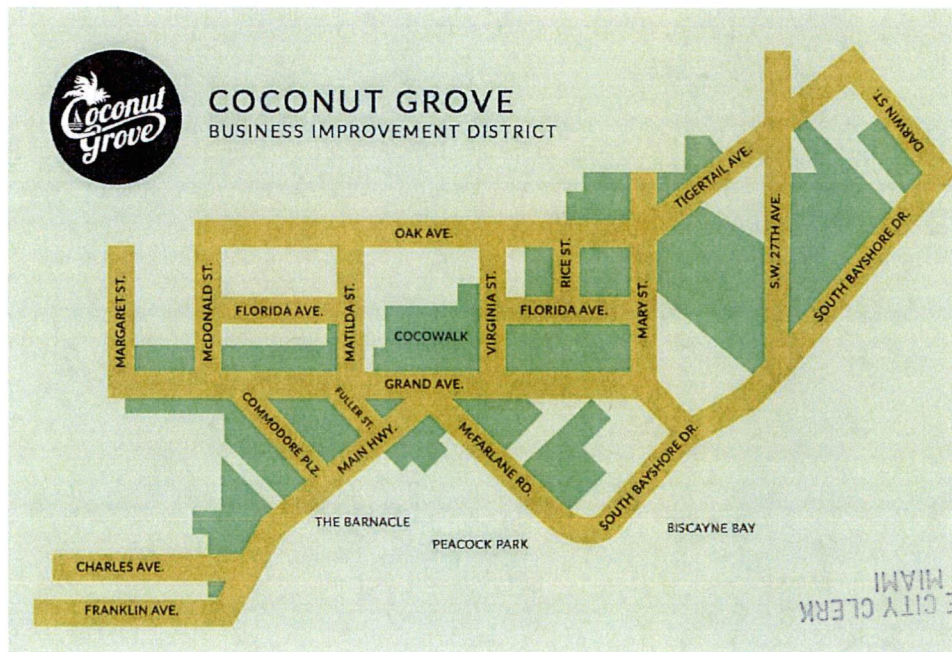 Coconut
Grove
COCONUT GROVE
BUSINESS IMPROVEMENT DISTRICT
DARWIN ST.
TIGERTAIL AVE.
OAK AVE.
S.W. 27TH AVE.
SOUTH BAYSHORE DR.
MARGARET ST.
McDONALD ST.
MATILDA ST.
VIRGINIA ST.
RICE ST.
MARY ST.
FLORIDA AVE.
FLORIDA AVE.
COCOWALK
GRAND AVE.
COMMODORE PLZ.
FULLER ST.
MAIN HWY.
McFARLANE RD.
SOUTH BAYSHORE DR.
THE BARNACLE
PEACOCK PARK
BISCAYNE BAY
CHARLES AVE.
FRANKLIN AVE.
CITY CLERK
MIAMI